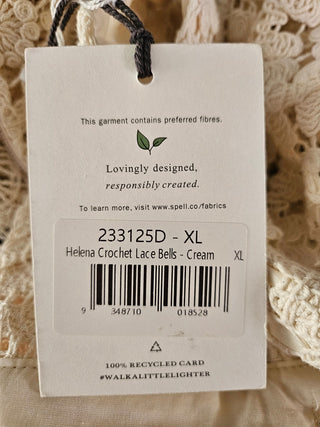 This garment contains preferred fibres.
Lovingly designed,
responsibly created.
To learn more, visit www.spell.co/fabrics
233125D - XL
Helena Crochet Lace Bells - Cream XL
9 348710 018528
100% RECYCLED CARD
#WALKALITTLELIGHTER